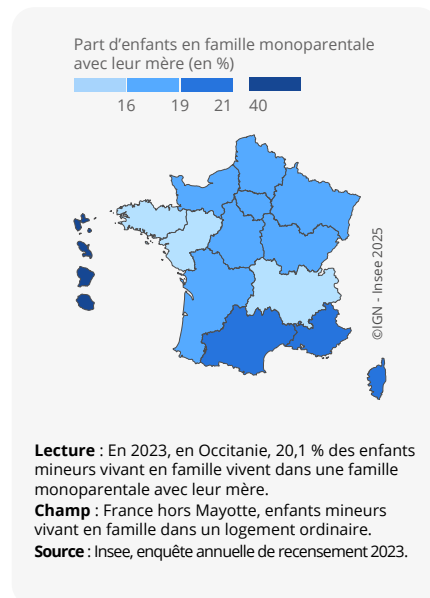 Part d’enfants en famille monoparentale
avec leur mère (en %)
16 19 21 40
©IGN - Insee 2025
Lecture : En 2023, en Occitanie, 20,1 % des enfants
mineurs vivant en famille vivent dans une famille
monoparentale avec leur mère.
Champ : France hors Mayotte, enfants mineurs
vivant en famille dans un logement ordinaire.
Source : Insee, enquête annuelle de recensement 2023.